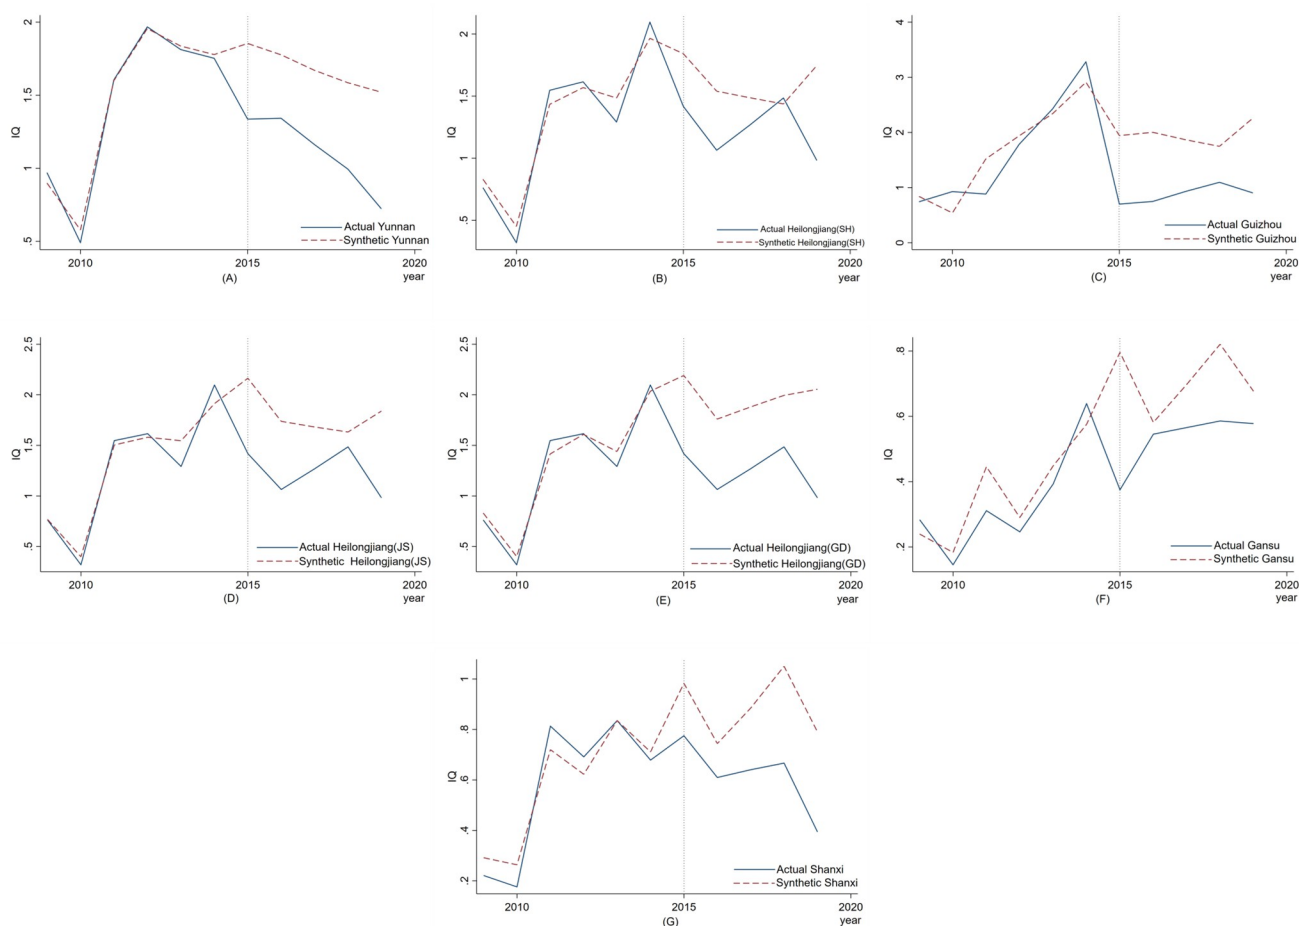 2
1.5
1
.5
IQ
Actual Yunnan
Synthetic Yunnan
2010
2015
2020
year
(A)
2
1.5
1
.5
IQ
Actual Heilongjiang(SH)
Synthetic Heilongjiang(SH)
2010
2015
2020
year
(B)
4
3
2
1
0
IQ
Actual Guizhou
Synthetic Guizhou
2010
2015
2020
year
(C)
2.5
2
1.5
1
.5
IQ
Actual Heilongjiang(JS)
Synthetic Heilongjiang(JS)
2010
2015
2020
year
(D)
2.5
2
1.5
1
.5
IQ
Actual Heilongjiang(GD)
Synthetic Heilongjiang(GD)
2010
2015
2020
year
(E)
.8
.6
.4
.2
IQ
Actual Gansu
Synthetic Gansu
2010
2015
2020
year
(F)
1
.8
.6
.4
.2
IQ
Actual Shanxi
Synthetic Shanxi
2010
2015
2020
year
(G)